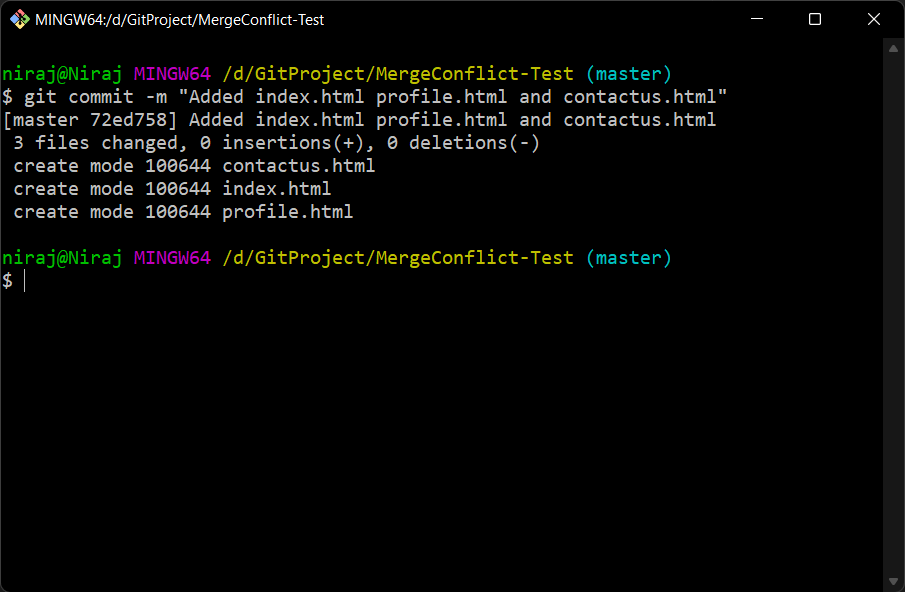 MINGW64:/d/GitProject/MergeConflict-Test
niraj@Niraj MINGW64 /d/GitProject/MergeConflict-Test (master)
$ git commit -m "Added index.html profile.html and contactus.html"
[master 72ed758] Added index.html profile.html and contactus.html
 3 files changed, 0 insertions(+), 0 deletions(-)
 create mode 100644 contactus.html
 create mode 100644 index.html
 create mode 100644 profile.html
niraj@Niraj MINGW64 /d/GitProject/MergeConflict-Test (master)
$